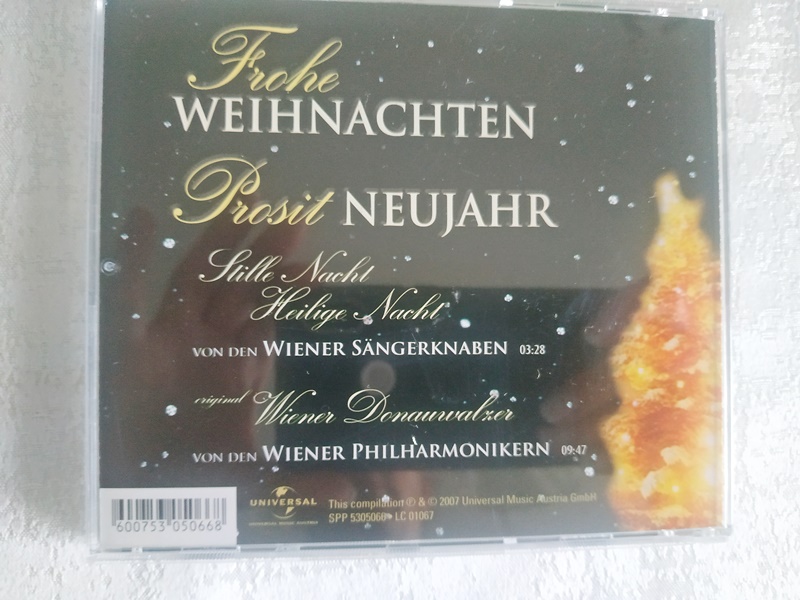 Frohe
WEIHNACHTEN
Prosit NEUJAHR
Stille Nacht
Heilige Nacht
VON DEN WIENER SÄNGERKNABEN 03:28
original Wiener Donauwalzer
VON DEN WIENER PHILHARMONIKERN 09:47
600753 050668
UNIVERSAL
This compilation ℗ & © 2007 Universal Music Austria GmbH
SPP 5305066 • LC 01067